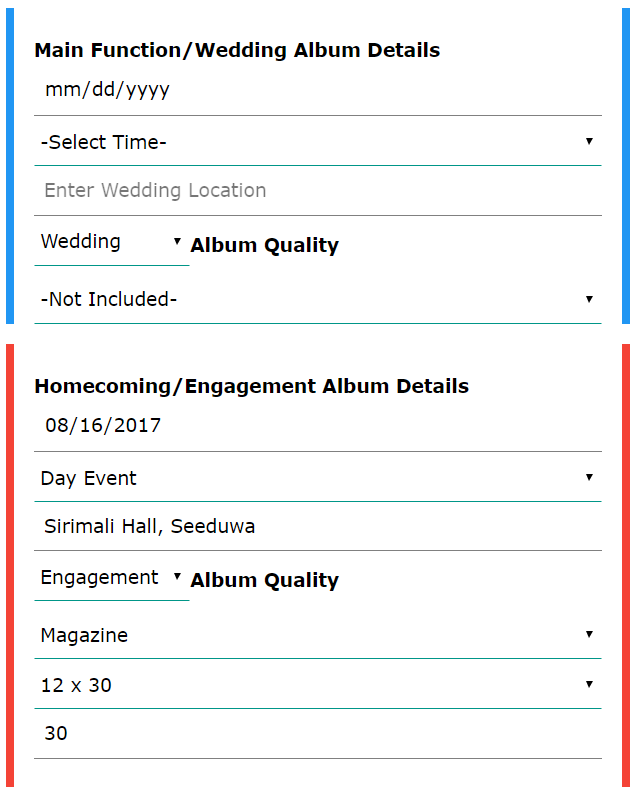 Main Function/Wedding Album Details
mm/dd/yyyy
-Select Time-
Enter Wedding Location
Wedding Album Quality
-Not Included-
Homecoming/Engagement Album Details
08/16/2017
Day Event
Sirimali Hall, Seeduwa
Engagement Album Quality
Magazine
12 x 30
30